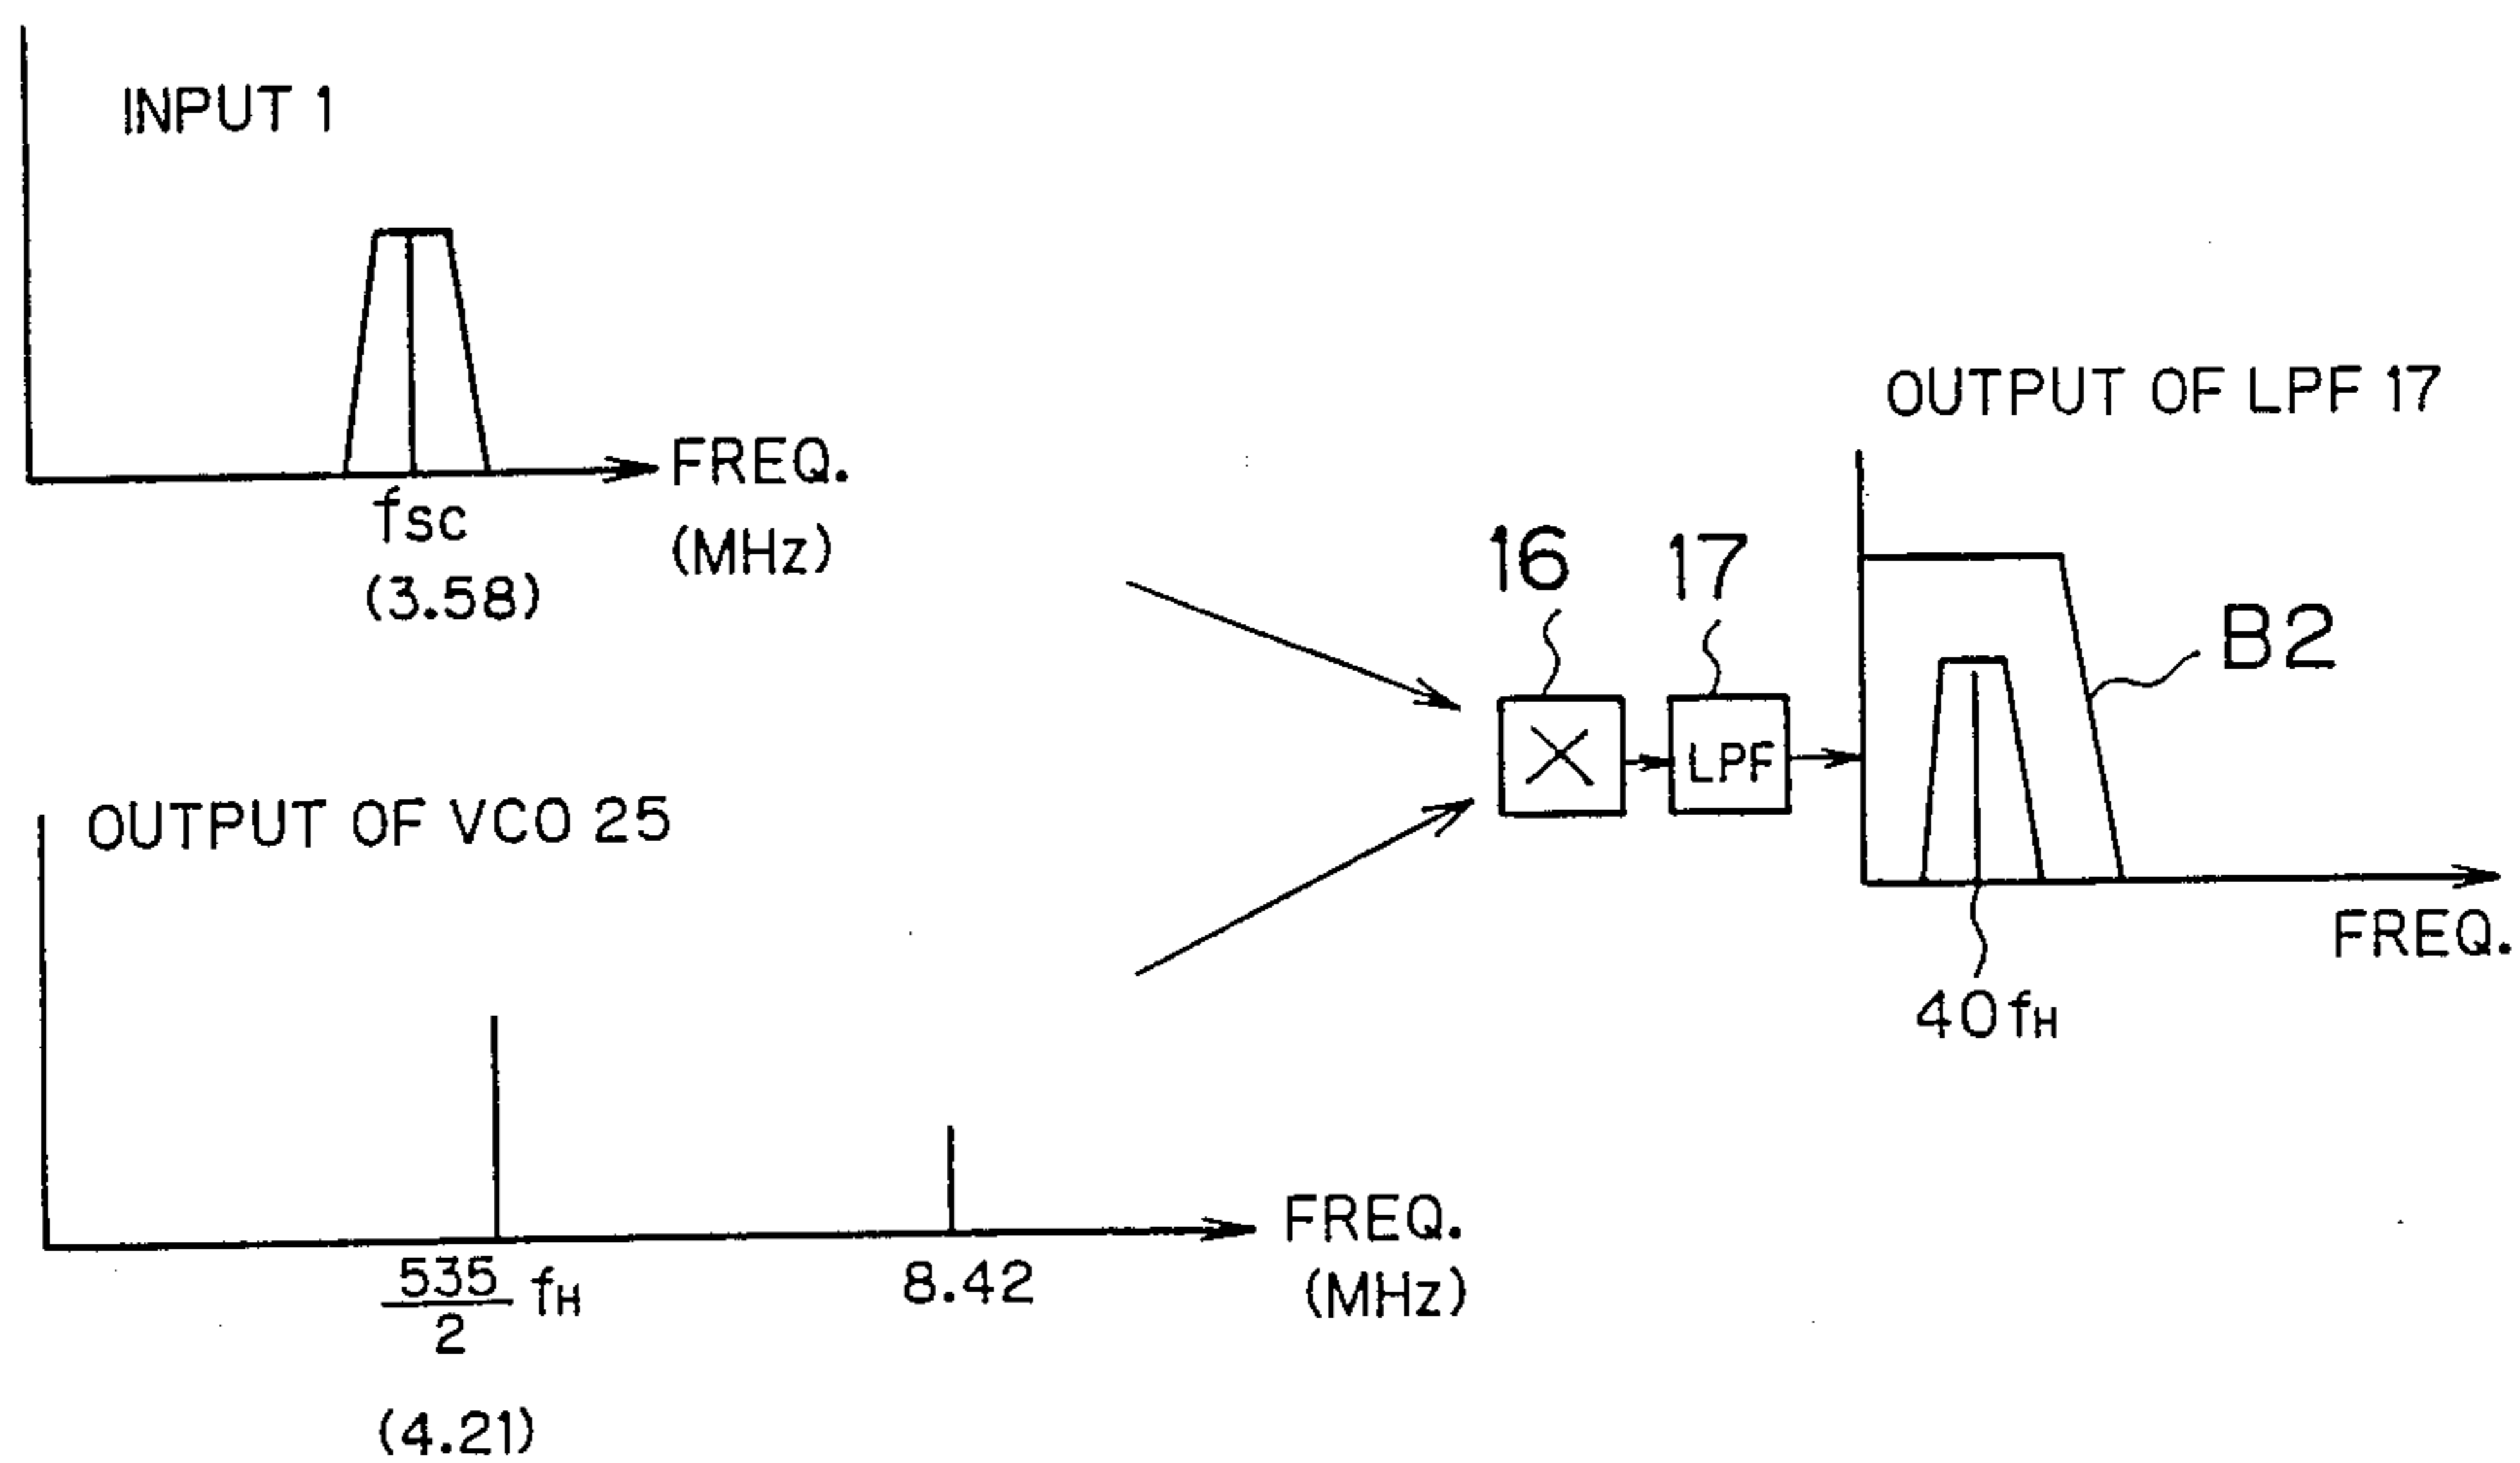 INPUT 1
FREQ.
(MHz)
fsc
(3.58)
OUTPUT OF VCO 25
535
2
fH
(4.21)
8.42
FREQ.
(MHz)
16
17
X
LPF
OUTPUT OF LPF 17
B2
FREQ.
40fH